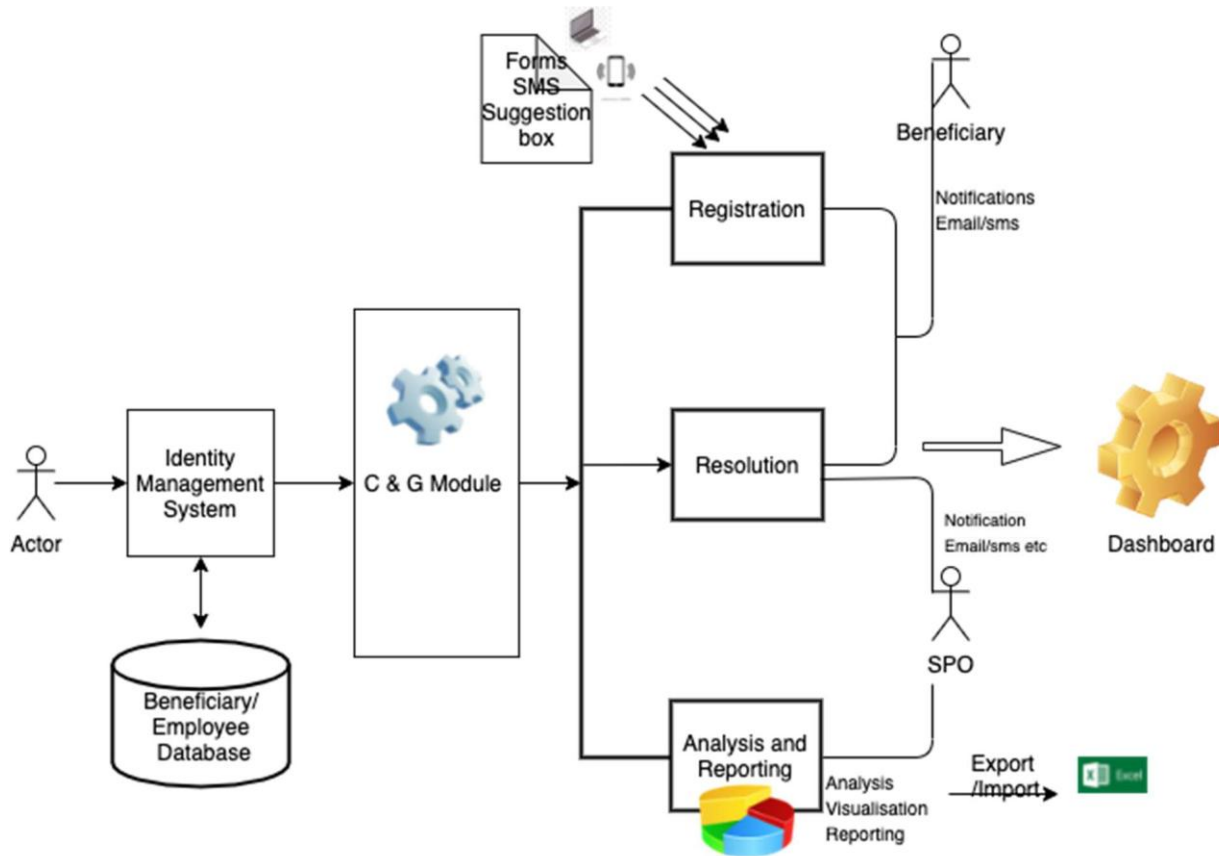 Forms
SMS
Suggestion
box
Beneficiary
Notifications
Email/sms
Registration
Identity
Management
System
C & G Module
Resolution
Actor
Notification
Email/sms etc
Dashboard
SPO
Beneficiary/
Employee
Database
Analysis and
Reporting
Analysis
Visualisation
Reporting
Export
/Import
Excel